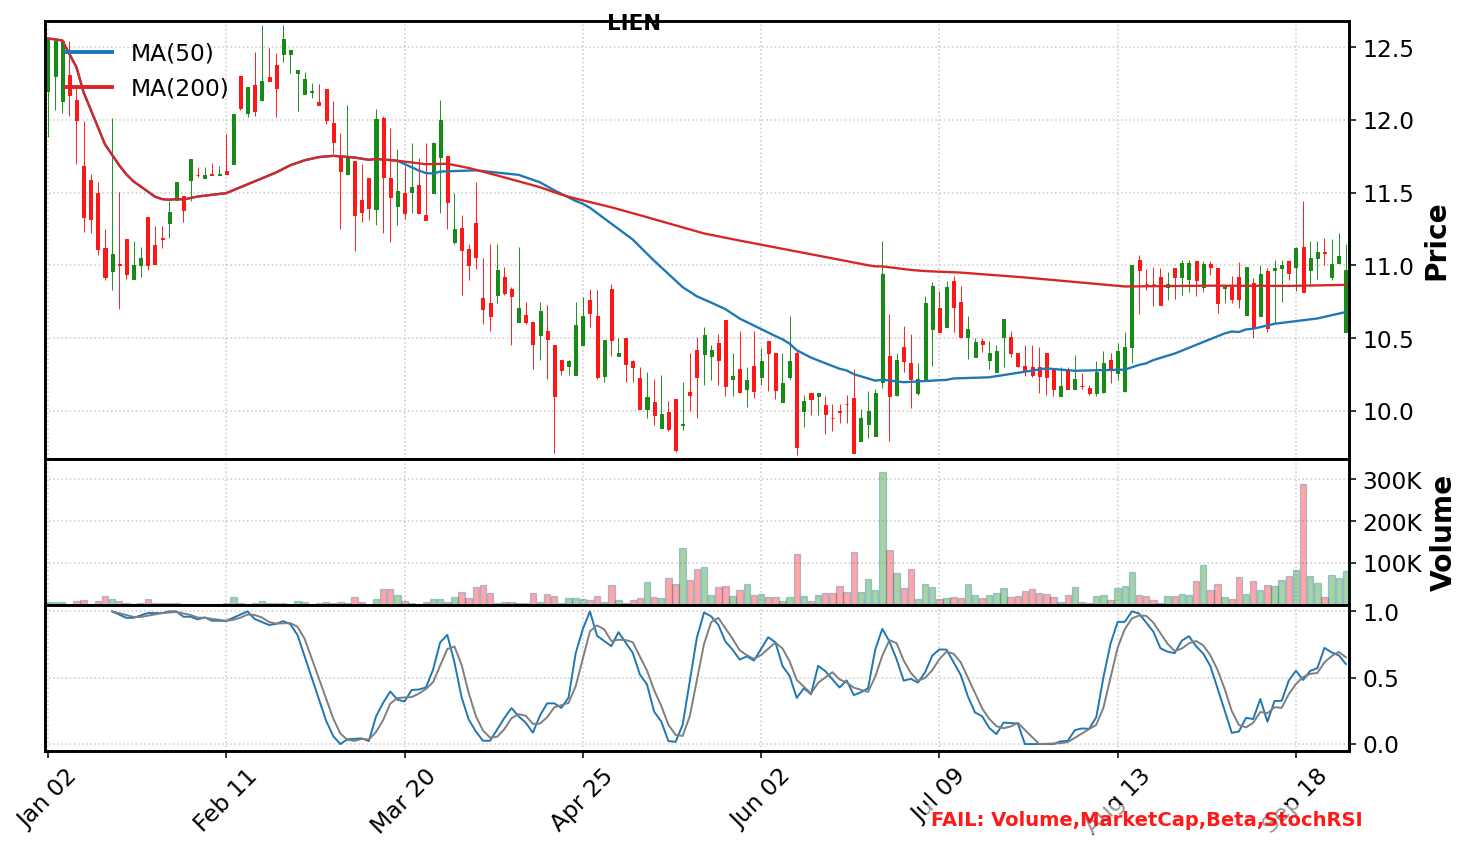 LIEN
MA(50)
MA(200)
12.5
12.0
11.5
11.0
10.5
10.0
Price
300K
200K
100K
Volume
1.0
0.5
0.0
Jan 02
Feb 11
Mar 20
Apr 25
Jun 02
Jul 09
Aug 13
Sep 18
FAIL: Volume,MarketCap,Beta,StochRSI